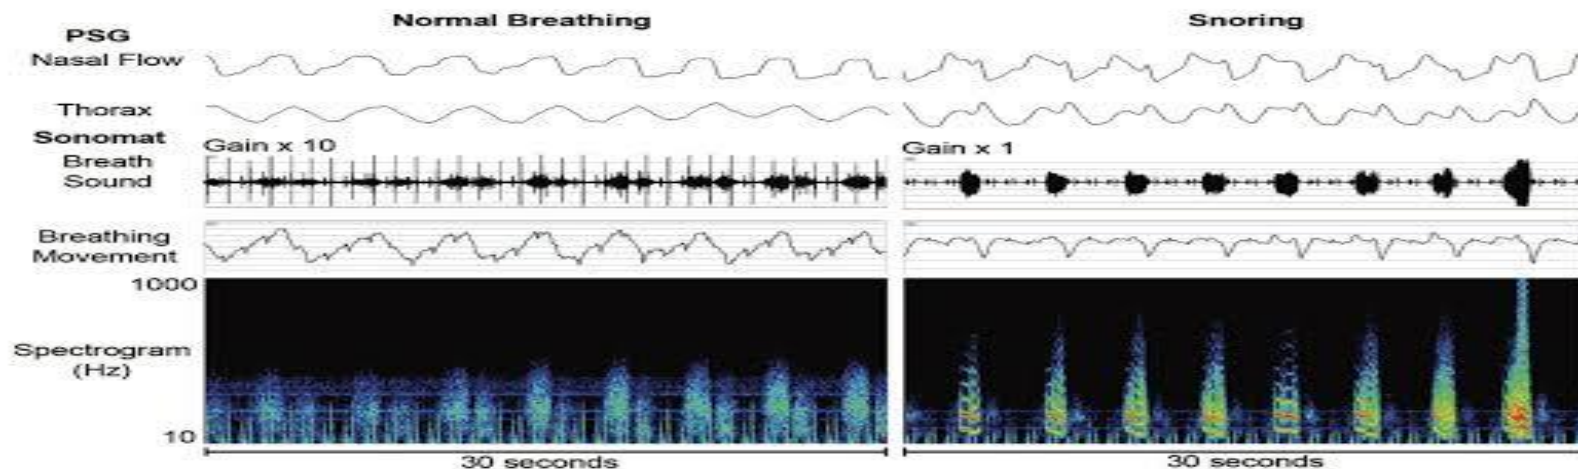 Normal Breathing
Snoring
PSG
Nasal Flow
Thorax
Sonomat
Gain x 10
Gain x 1
Breath
Sound
Breathing
Movement
1000
Spectrogram
(Hz)
10
30 seconds
30 seconds